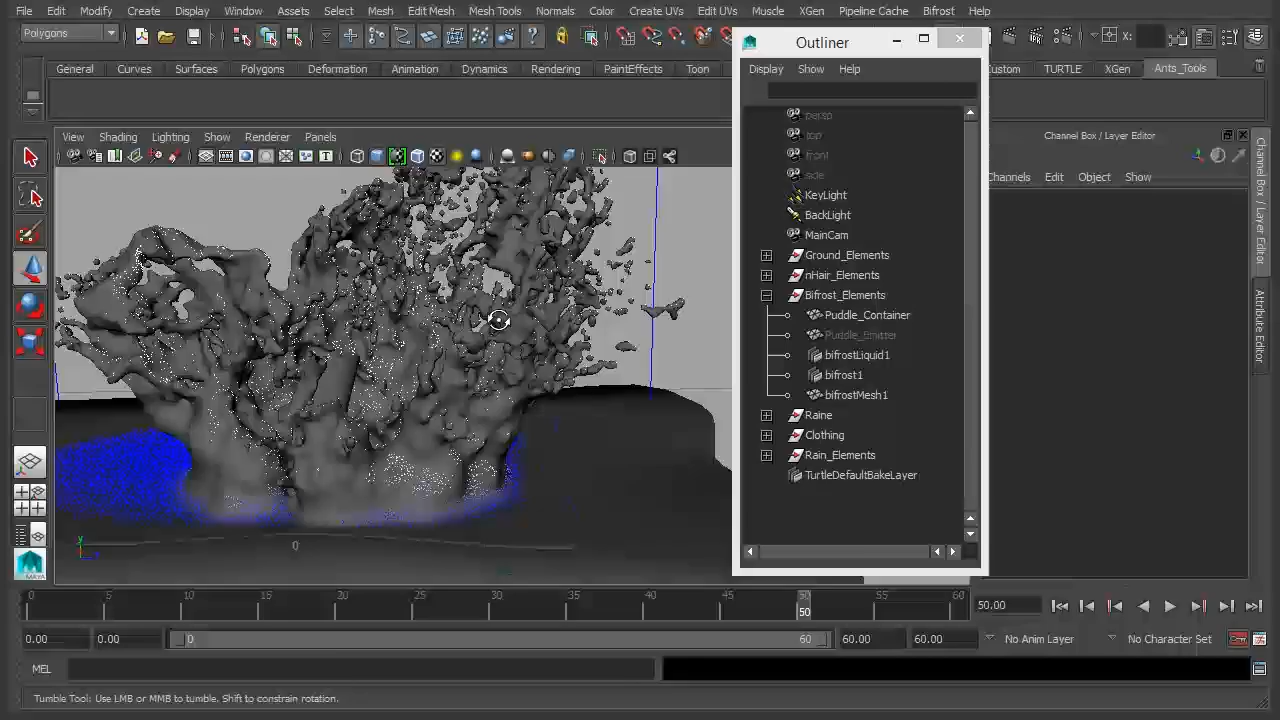 File Edit Modify Create Display Window Assets Select Mesh Edit Mesh Mesh Tools Normals Color Create UVs Edit UVs Muscle XGen Pipeline Cache Bifrost Help
Polygons
X:
General Curves Surfaces Polygons Deformation Animation Dynamics Rendering PaintEffects Toon
ustom TURTLE XGen Ants_Tools
View Shading Lighting Show Renderer Panels
Outliner
Display Show Help
persp
top
front
side
KeyLight
BackLight
MainCam
Ground_Elements
nHair_Elements
Bifrost_Elements
Puddle_Container
Puddle_Emitter
bifrostLiquid1
bifrost1
bifrostMesh1
Raine
Clothing
Rain_Elements
TurtleDefaultBakeLayer
Channel Box / Layer Editor
hannels Edit Object Show
Channel Box / Layer Editor
Attribute Editor
y
0
MAYA
0 5 10 15 20 25 30 35 40 45 50 55 60
50
50.00
0.00 0.00 0 60 60.00 60.00 No Anim Layer No Character Set
MEL
Tumble Tool: Use LMB or MMB to tumble. Shift to constrain rotation.